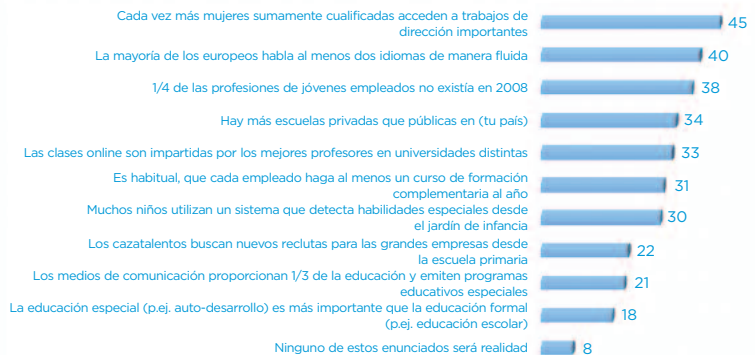 Cada vez más mujeres sumamente cualificadas acceden a trabajos de
dirección importantes
45
La mayoría de los europeos habla al menos dos idiomas de manera fluida
40
1/4 de las profesiones de jóvenes empleados no existía en 2008
38
Hay más escuelas privadas que públicas en (tu país)
34
Las clases online son impartidas por los mejores profesores en universidades distintas
33
Es habitual, que cada empleado haga al menos un curso de formación
complementaria al año
31
Muchos niños utilizan un sistema que detecta habilidades especiales desde
el jardín de infancia
30
Los cazatalentos buscan nuevos reclutas para las grandes empresas desde
la escuela primaria
22
Los medios de comunicación proporcionan 1/3 de la educación y emiten programas
educativos especiales
21
La educación especial (p.ej. auto-desarrollo) es más importante que la educación formal
(p.ej. educación escolar)
18
Ninguno de estos enunciados será realidad
8